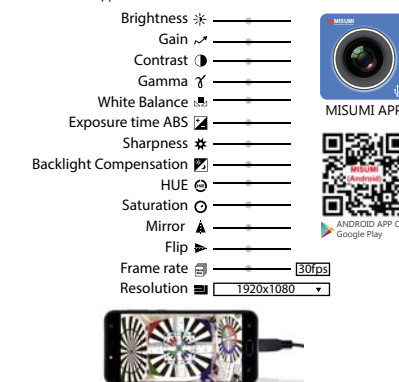 Brightness
Gain
Contrast
Gamma
White Balance
Exposure time ABS
Sharpness
Backlight Compensation
HUE
Saturation
Mirror
Flip
Frame rate 30fps
Resolution 1920x1080
MISUMI
MISUMI APP
MISUMI
(Android)
ANDROID APP
Google Play